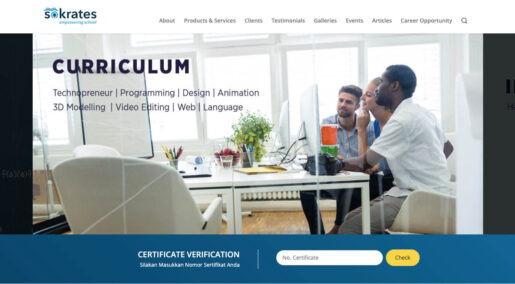 sokrates
empowering school
About Products & Services Clients Testimonials Galleries Events Articles Career Opportunity
CURRICULUM
Technopreneur | Programming | Design | Animation
3D Modelling | Video Editing | Web | Language
CERTIFICATE VERIFICATION
Silakan Masukkan Nomor Sertifikat Anda
No. Certificate
Check